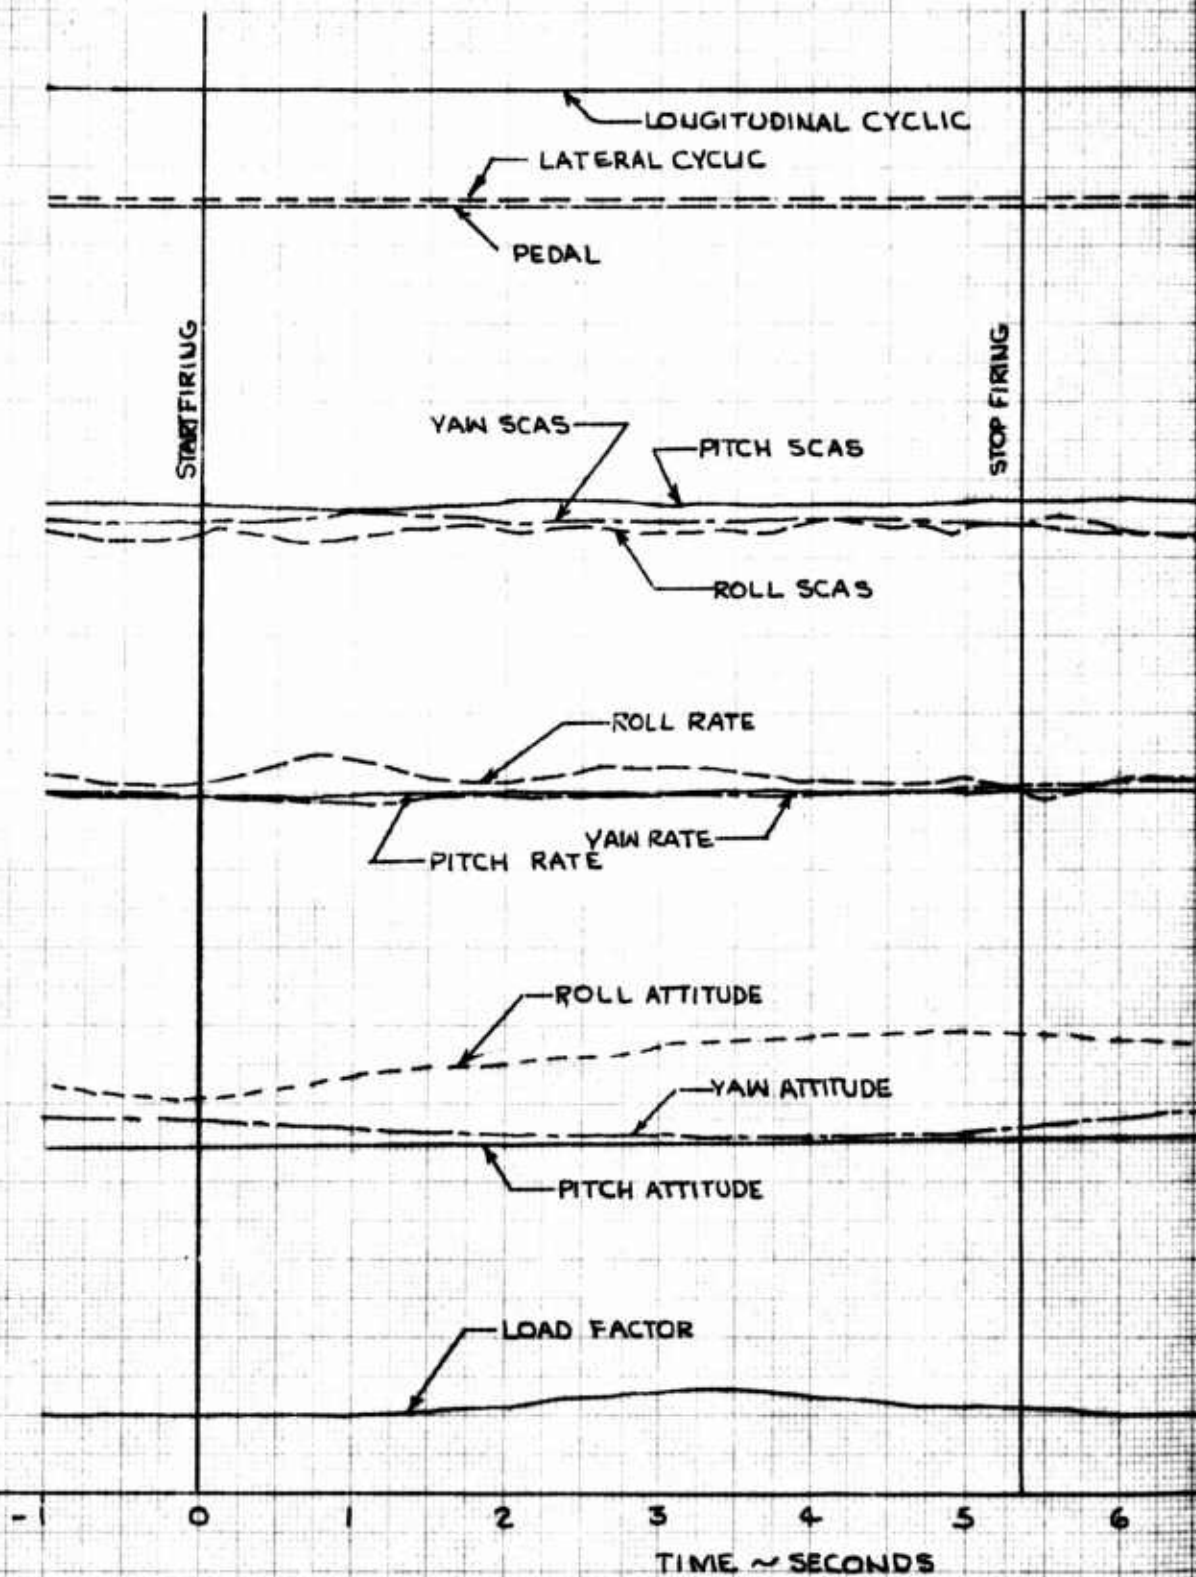 LONGITUDINAL CYCLIC
LATERAL CYCLIC
PEDAL
START FIRING
STOP FIRING
YAW SCAS
PITCH SCAS
ROLL SCAS
ROLL RATE
YAW RATE
PITCH RATE
ROLL ATTITUDE
YAW ATTITUDE
PITCH ATTITUDE
LOAD FACTOR
-1 0 1 2 3 4 5 6
TIME ~ SECONDS